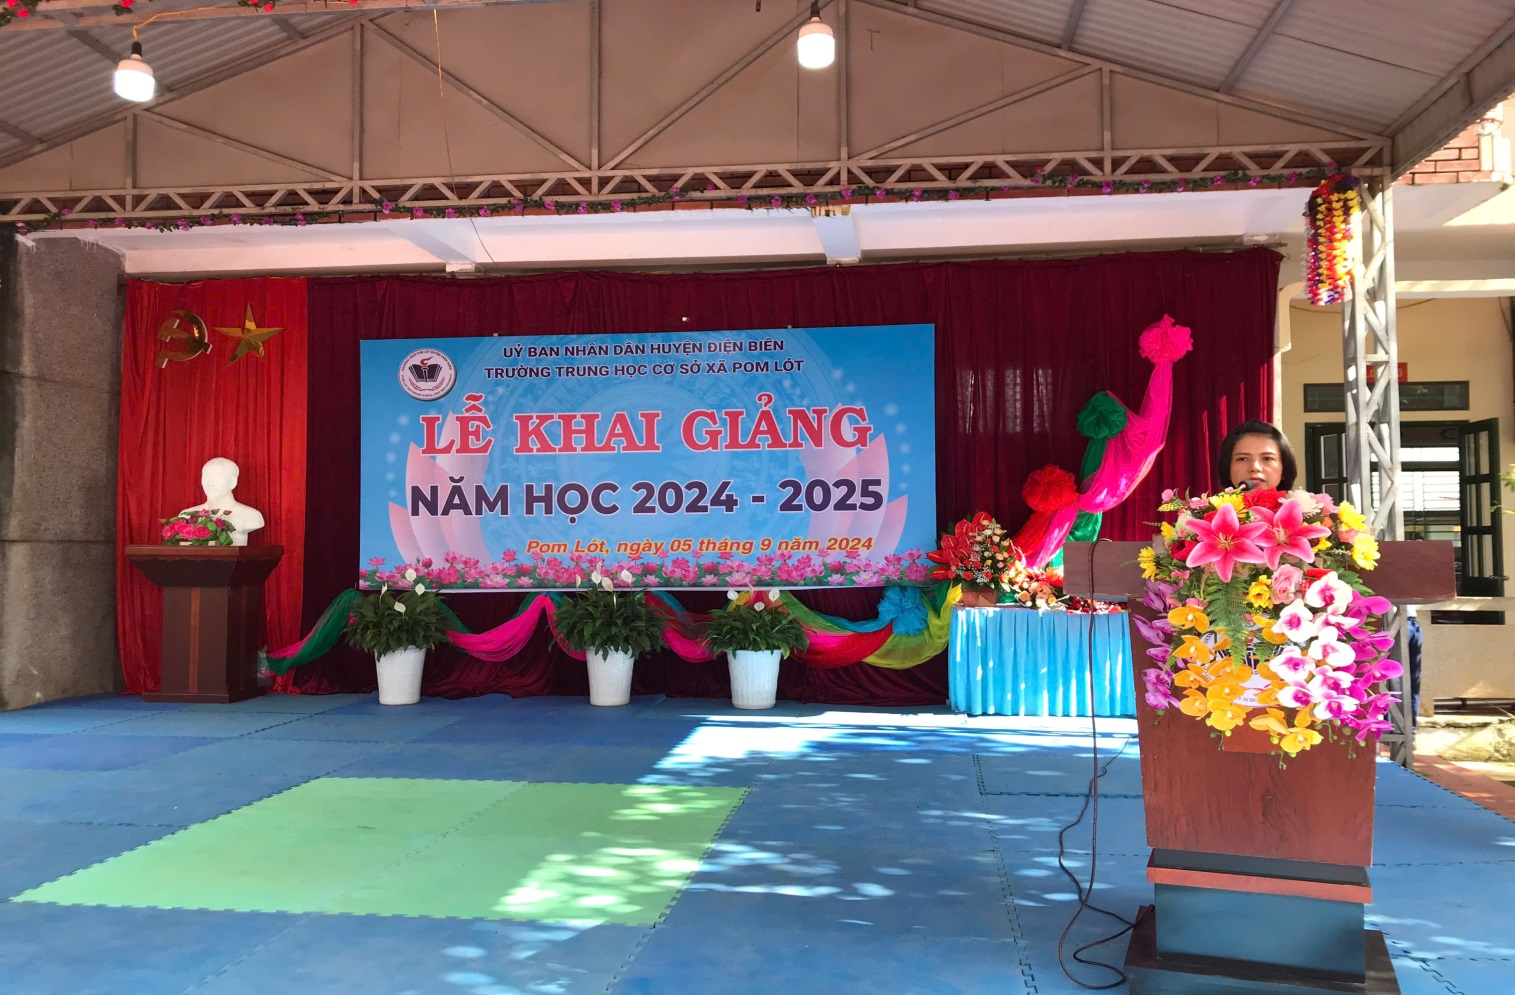 UỶ BAN NHÂN DÂN HUYỆN ĐIỆN BIÊN
TRƯỜNG TRUNG HỌC CƠ SỞ XÃ POM LÓT
LỄ KHAI GIẢNG
NĂM HỌC 2024 - 2025
Pom Lót, ngày 05 tháng 9 năm 2024